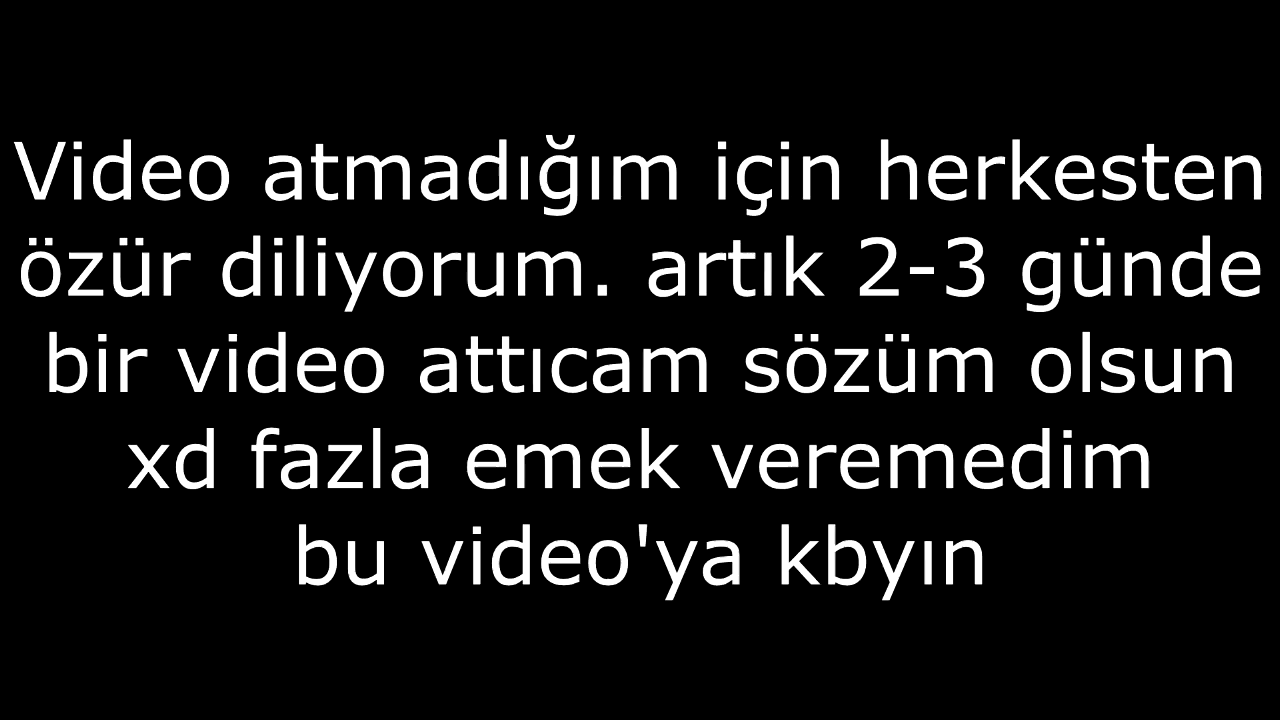 Video atmadığım için herkesten
özür diliyorum. artık 2-3 günde
bir video attıcam sözüm olsun
xd fazla emek veremedim
bu video'ya kbyın